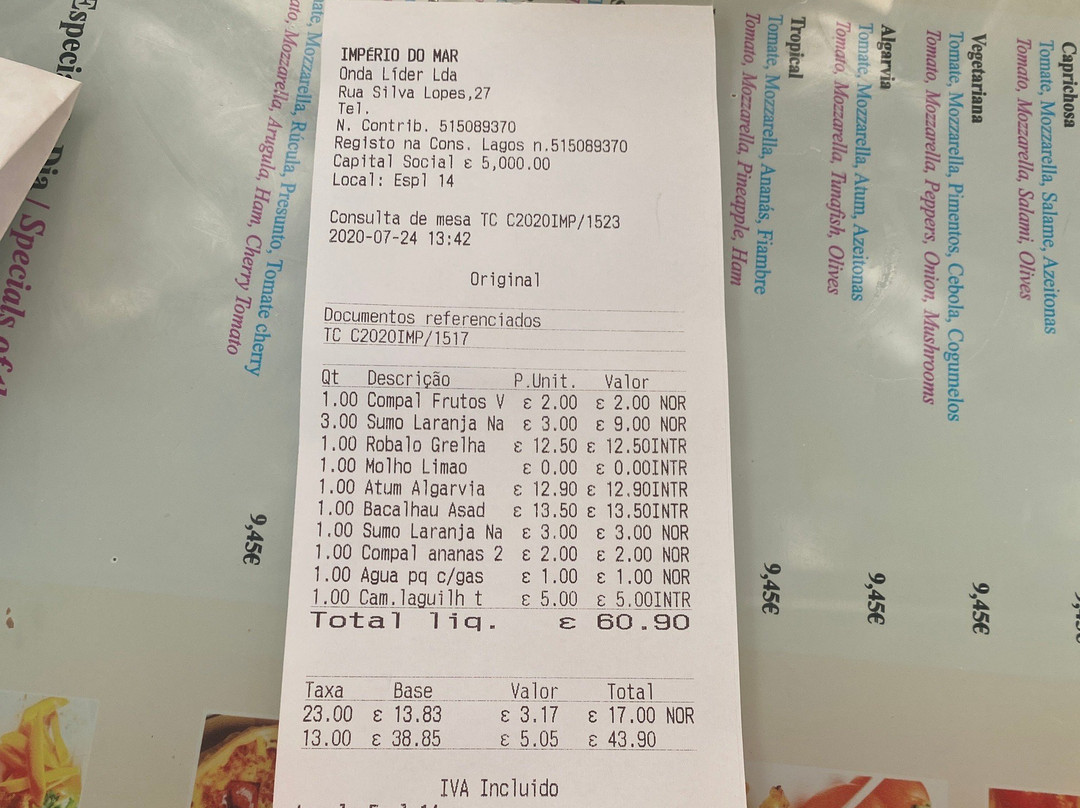 IMPÉRIO DO MAR
Onda Líder Lda
Rua Silva Lopes,27
Tel.
N. Contrib. 515089370
Registo na Cons. Lagos n.515089370
Capital Social ε 5,000.00
Local: Espl 14
Consulta de mesa TC C2020IMP/1523
2020-07-24 13:42
Original
Documentos referenciados
TC C2020IMP/1517
Qt Descrição P.Unit. Valor
1.00 Compal Frutos V ε 2.00 ε 2.00 NOR
3.00 Sumo Laranja Na ε 3.00 ε 9.00 NOR
1.00 Robalo Grelha ε 12.50 ε 12.50INTR
1.00 Molho Limao ε 0.00 ε 0.00INTR
1.00 Atum Algarvia ε 12.90 ε 12.90INTR
1.00 Bacalhau Asad ε 13.50 ε 13.50INTR
1.00 Sumo Laranja Na ε 3.00 ε 3.00 NOR
1.00 Compal ananas 2 ε 2.00 ε 2.00 NOR
1.00 Agua pq c/gas ε 1.00 ε 1.00 NOR
1.00 Cam.laguilh t ε 5.00 ε 5.00INTR
Total liq. ε 60.90
Taxa Base Valor Total
23.00 ε 13.83 ε 3.17 ε 17.00 NOR
13.00 ε 38.85 ε 5.05 ε 43.90
IVA Incluido
Caprichosa
Tomate, Mozzarella, Salame, Azeitonas
Tomato, Mozzarella, Salami, Olives
Vegetariana
Tomate, Mozzarella, Pimentos, Cebola, Cogumelos
Tomato, Mozzarella, Peppers, Onion, Mushrooms
9,45€
Algarvia
Tomate, Mozzarella, Atum, Azeitonas
Tomato, Mozzarella, Tunafish, Olives
9,45€
Tropical
Tomate, Mozzarella, Ananás, Fiambre
Tomato, Mozzarella, Pineapple, Ham
9,45€
Mozzarella, Rúcula, Presunto, Tomate cherry
Mozzarella, Arugula, Ham, Cherry Tomato
9,45€
Dia / Specials of